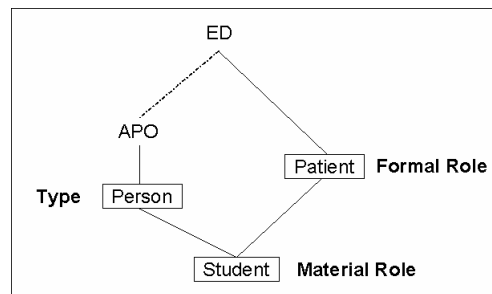 ED
APO
Patient Formal Role
Type Person
Student Material Role